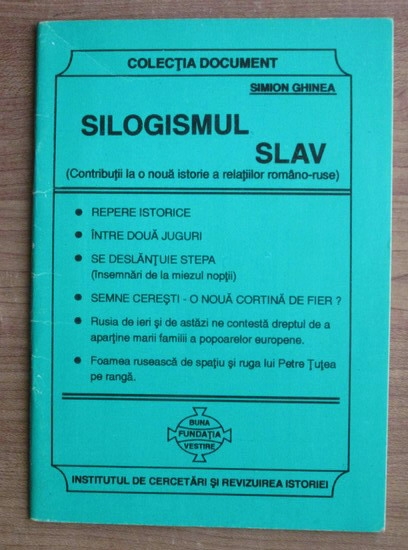 COLECȚIA DOCUMENT
SIMION GHINEA
SILOGISMUL
SLAV
(Contribuții la o nouă istorie a relațiilor româno-ruse)
• REPERE ISTORICE
• ÎNTRE DOUĂ JUGURI
• SE DESLĂNȚUIE STEPA
(însemnări de la miezul nopții)
• SEMNE CEREȘTI - O NOUĂ CORTINĂ DE FIER ?
• Rusia de ieri și de astăzi ne contestă dreptul de a
aparține marii familii a popoarelor europene.
• Foamea rusească de spațiu și ruga lui Petre Țuțea
pe rangă.
BUNA
FUNDAȚIA
VESTIRE
INSTITUTUL DE CERCETĂRI ȘI REVIZUIREA ISTORIEI